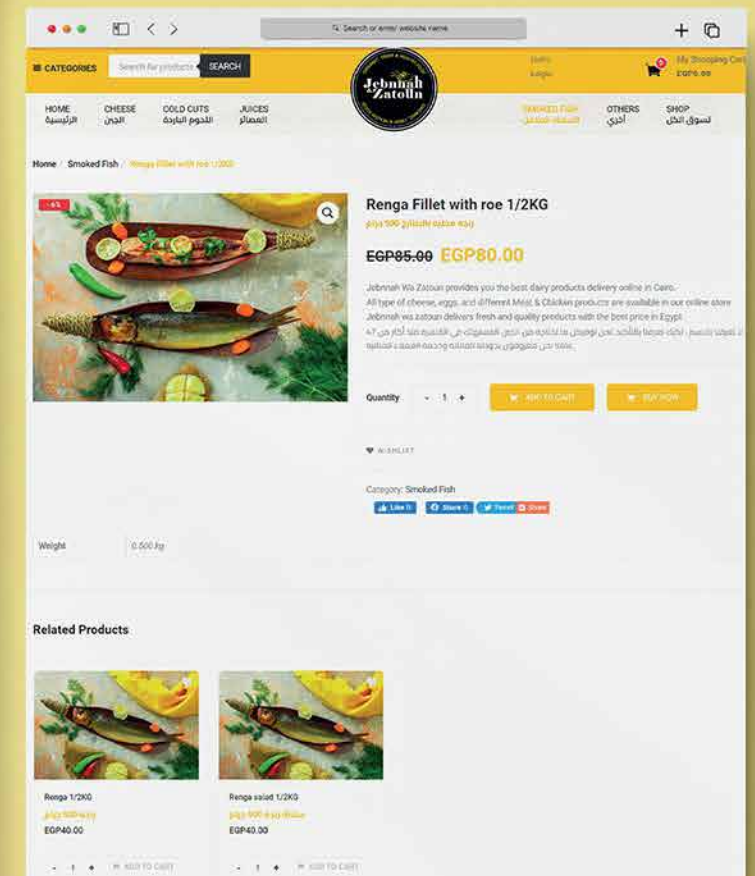 Search or enter website name
CATEGORIES
Search for products
SEARCH
Jebnnah
Zatoun
My Shopping Cart
0
EGP0.00
HOME
الرئيسية
CHEESE
الجبن
COLD CUTS
اللحوم الباردة
JUICES
العصائر
SMOKED FISH
OTHERS
أخري
SHOP
تسوق الكل
Home / Smoked Fish / Renga Fillet with roe 1/2KG
- 6%
Renga Fillet with roe 1/2KG
EGP85.00 EGP80.00
Jebnnah Wa Zatoun provides you the best dairy products delivery online in Cairo.
All type of cheese, eggs, and different Meat & Chicken products are available in our online store
Jebnnah wa zatoun delivers fresh and quality products with the best price in Egypt
Quantity - 1 +
ADD TO CART
BUY NOW
WISHLIST
Category: Smoked Fish
Like 0
Share 0
Tweet
Share
Weight 0.500 kg
Related Products
Renga 1/2KG
EGP40.00
- 1 + ADD TO CART
Renga salad 1/2KG
EGP40.00
- 1 + ADD TO CART